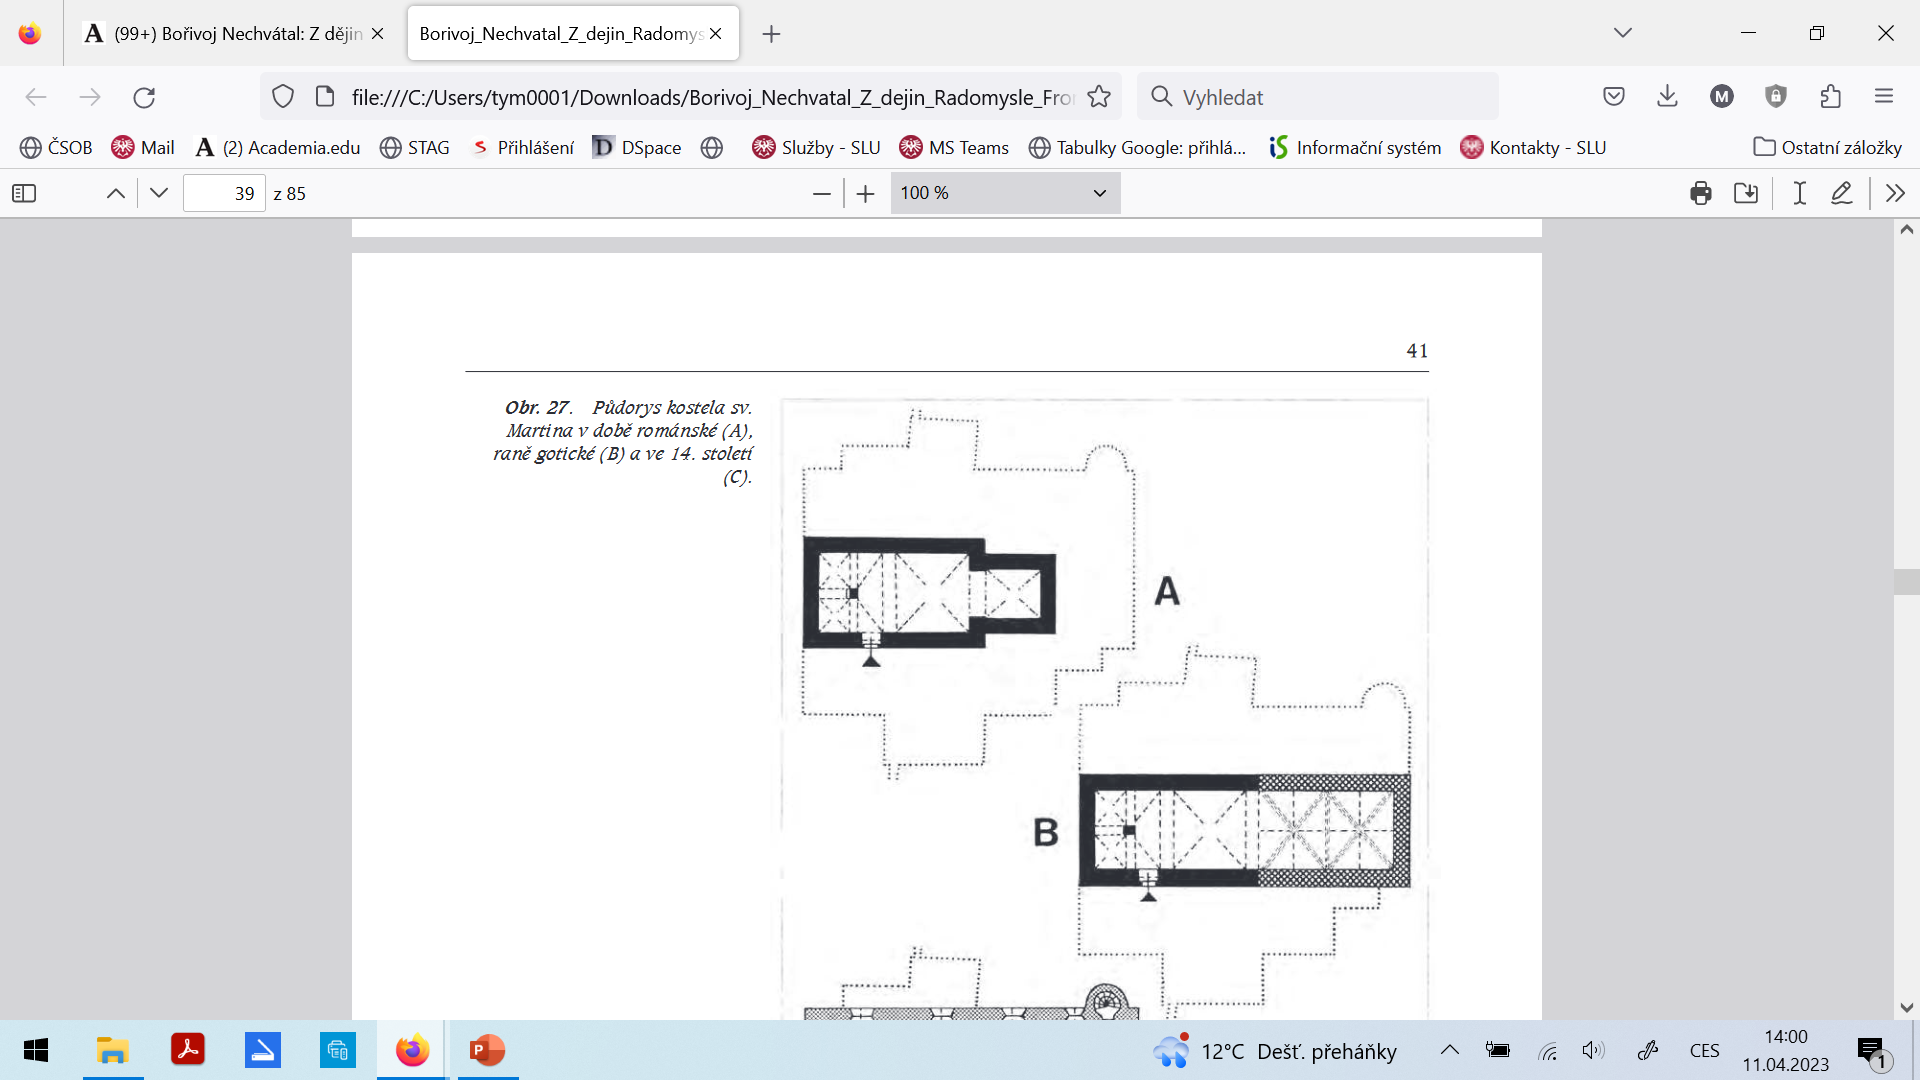 (99+) Bořivoj Nechvátal: Z dějin
Borivoj_Nechvatal_Z_dejin_Radomys
file:///C:/Users/tym0001/Downloads/Borivoj_Nechvatal_Z_dejin_Radomysle_Fro
Vyhledat
M
ČSOB
Mail
(2) Academia.edu
STAG
Přihlášení
DSpace
Služby - SLU
MS Teams
Tabulky Google: přihlá...
Informační systém
Kontakty - SLU
Ostatní záložky
39 z 85
100 %
41
Obr. 27. Půdorys kostela sv.
Martina v době románské (A),
raně gotické (B) a ve 14. století
(C).
A
B
12°C Dešť. přeháňky
CES
14:00
11.04.2023
1